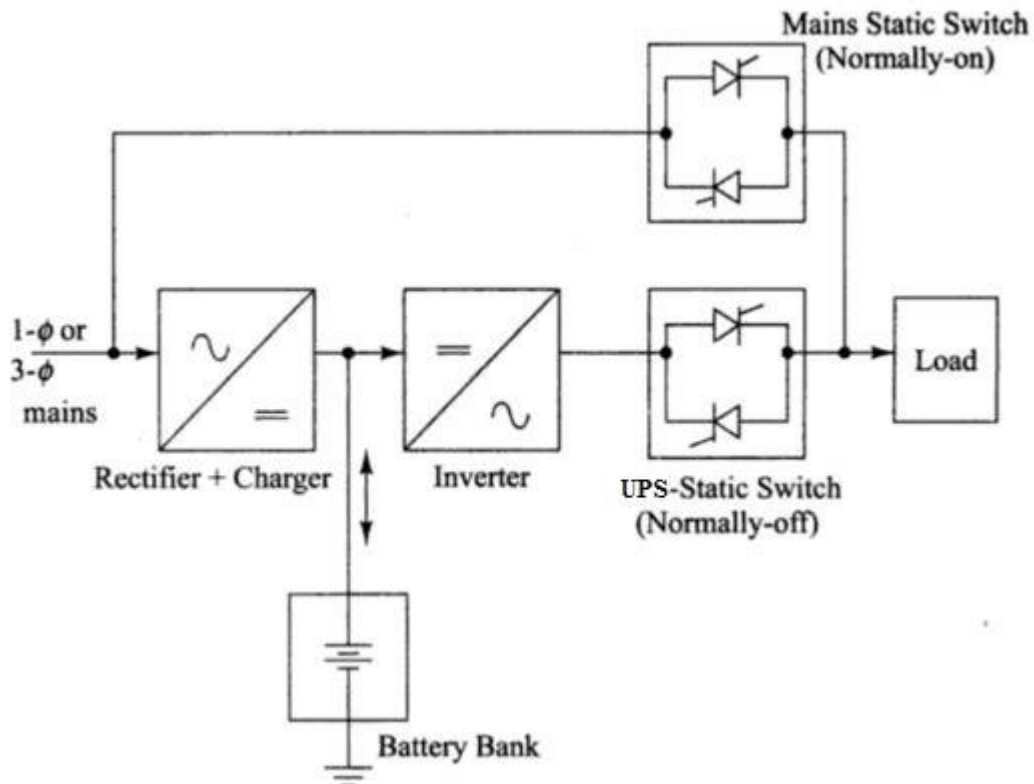 Mains Static Switch
(Normally-on)
1-ϕ or
3-ϕ
mains
Rectifier + Charger
Inverter
UPS-Static Switch
(Normally-off)
Load
Battery Bank